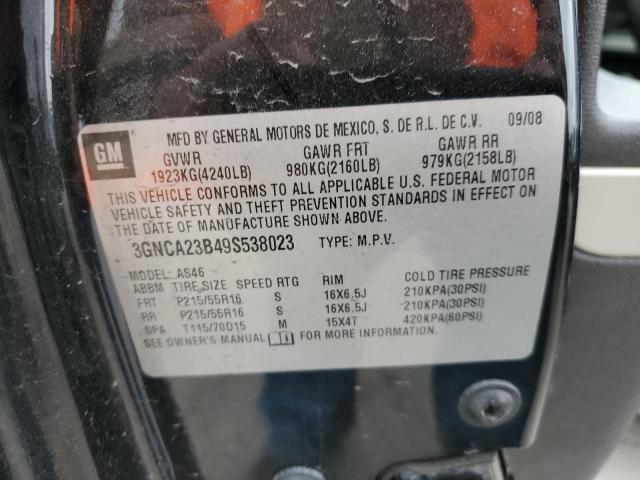 GM
MFD BY GENERAL MOTORS DE MEXICO, S. DE R.L. DE C.V. 09/08
GVWR GAWR FRT GAWR RR
1923KG(4240LB) 980KG(2160LB) 979KG(2158LB)
THIS VEHICLE CONFORMS TO ALL APPLICABLE U.S. FEDERAL MOTOR
VEHICLE SAFETY AND THEFT PREVENTION STANDARDS IN EFFECT ON
THE DATE OF MANUFACTURE SHOWN ABOVE.
3GNCA23B49S538023 TYPE: M.P.V.
MODEL: AS46
ABBM TIRE SIZE SPEED RTG RIM COLD TIRE PRESSURE
FRT P215/55R16 S 16X6.5J 210KPA(30PSI)
RR P215/55R16 S 16X6.5J 210KPA(30PSI)
SPA T115/70D15 M 15X4T 420KPA(60PSI)
SEE OWNER'S MANUAL FOR MORE INFORMATION.